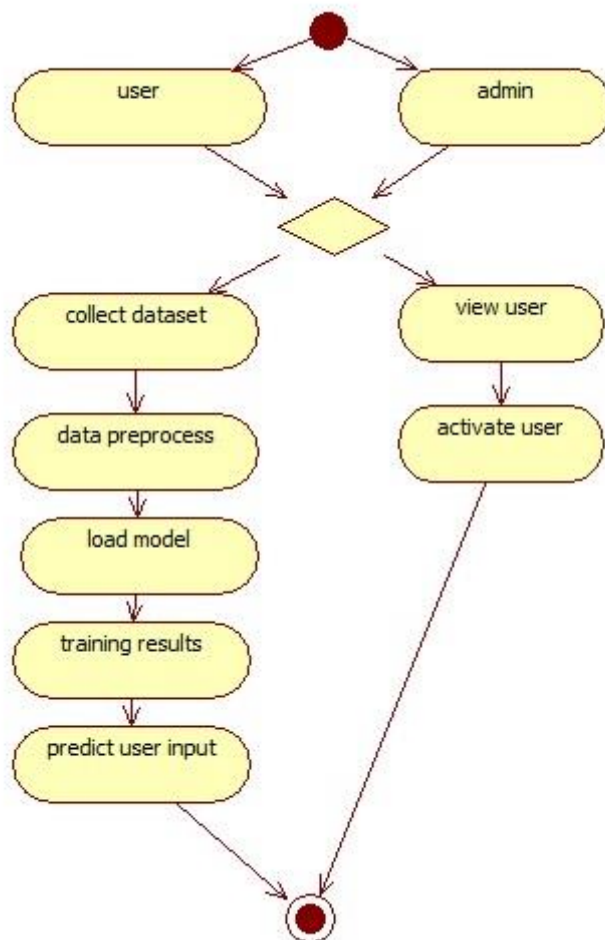 user
admin
collect dataset
view user
data preprocess
activate user
load model
training results
predict user input